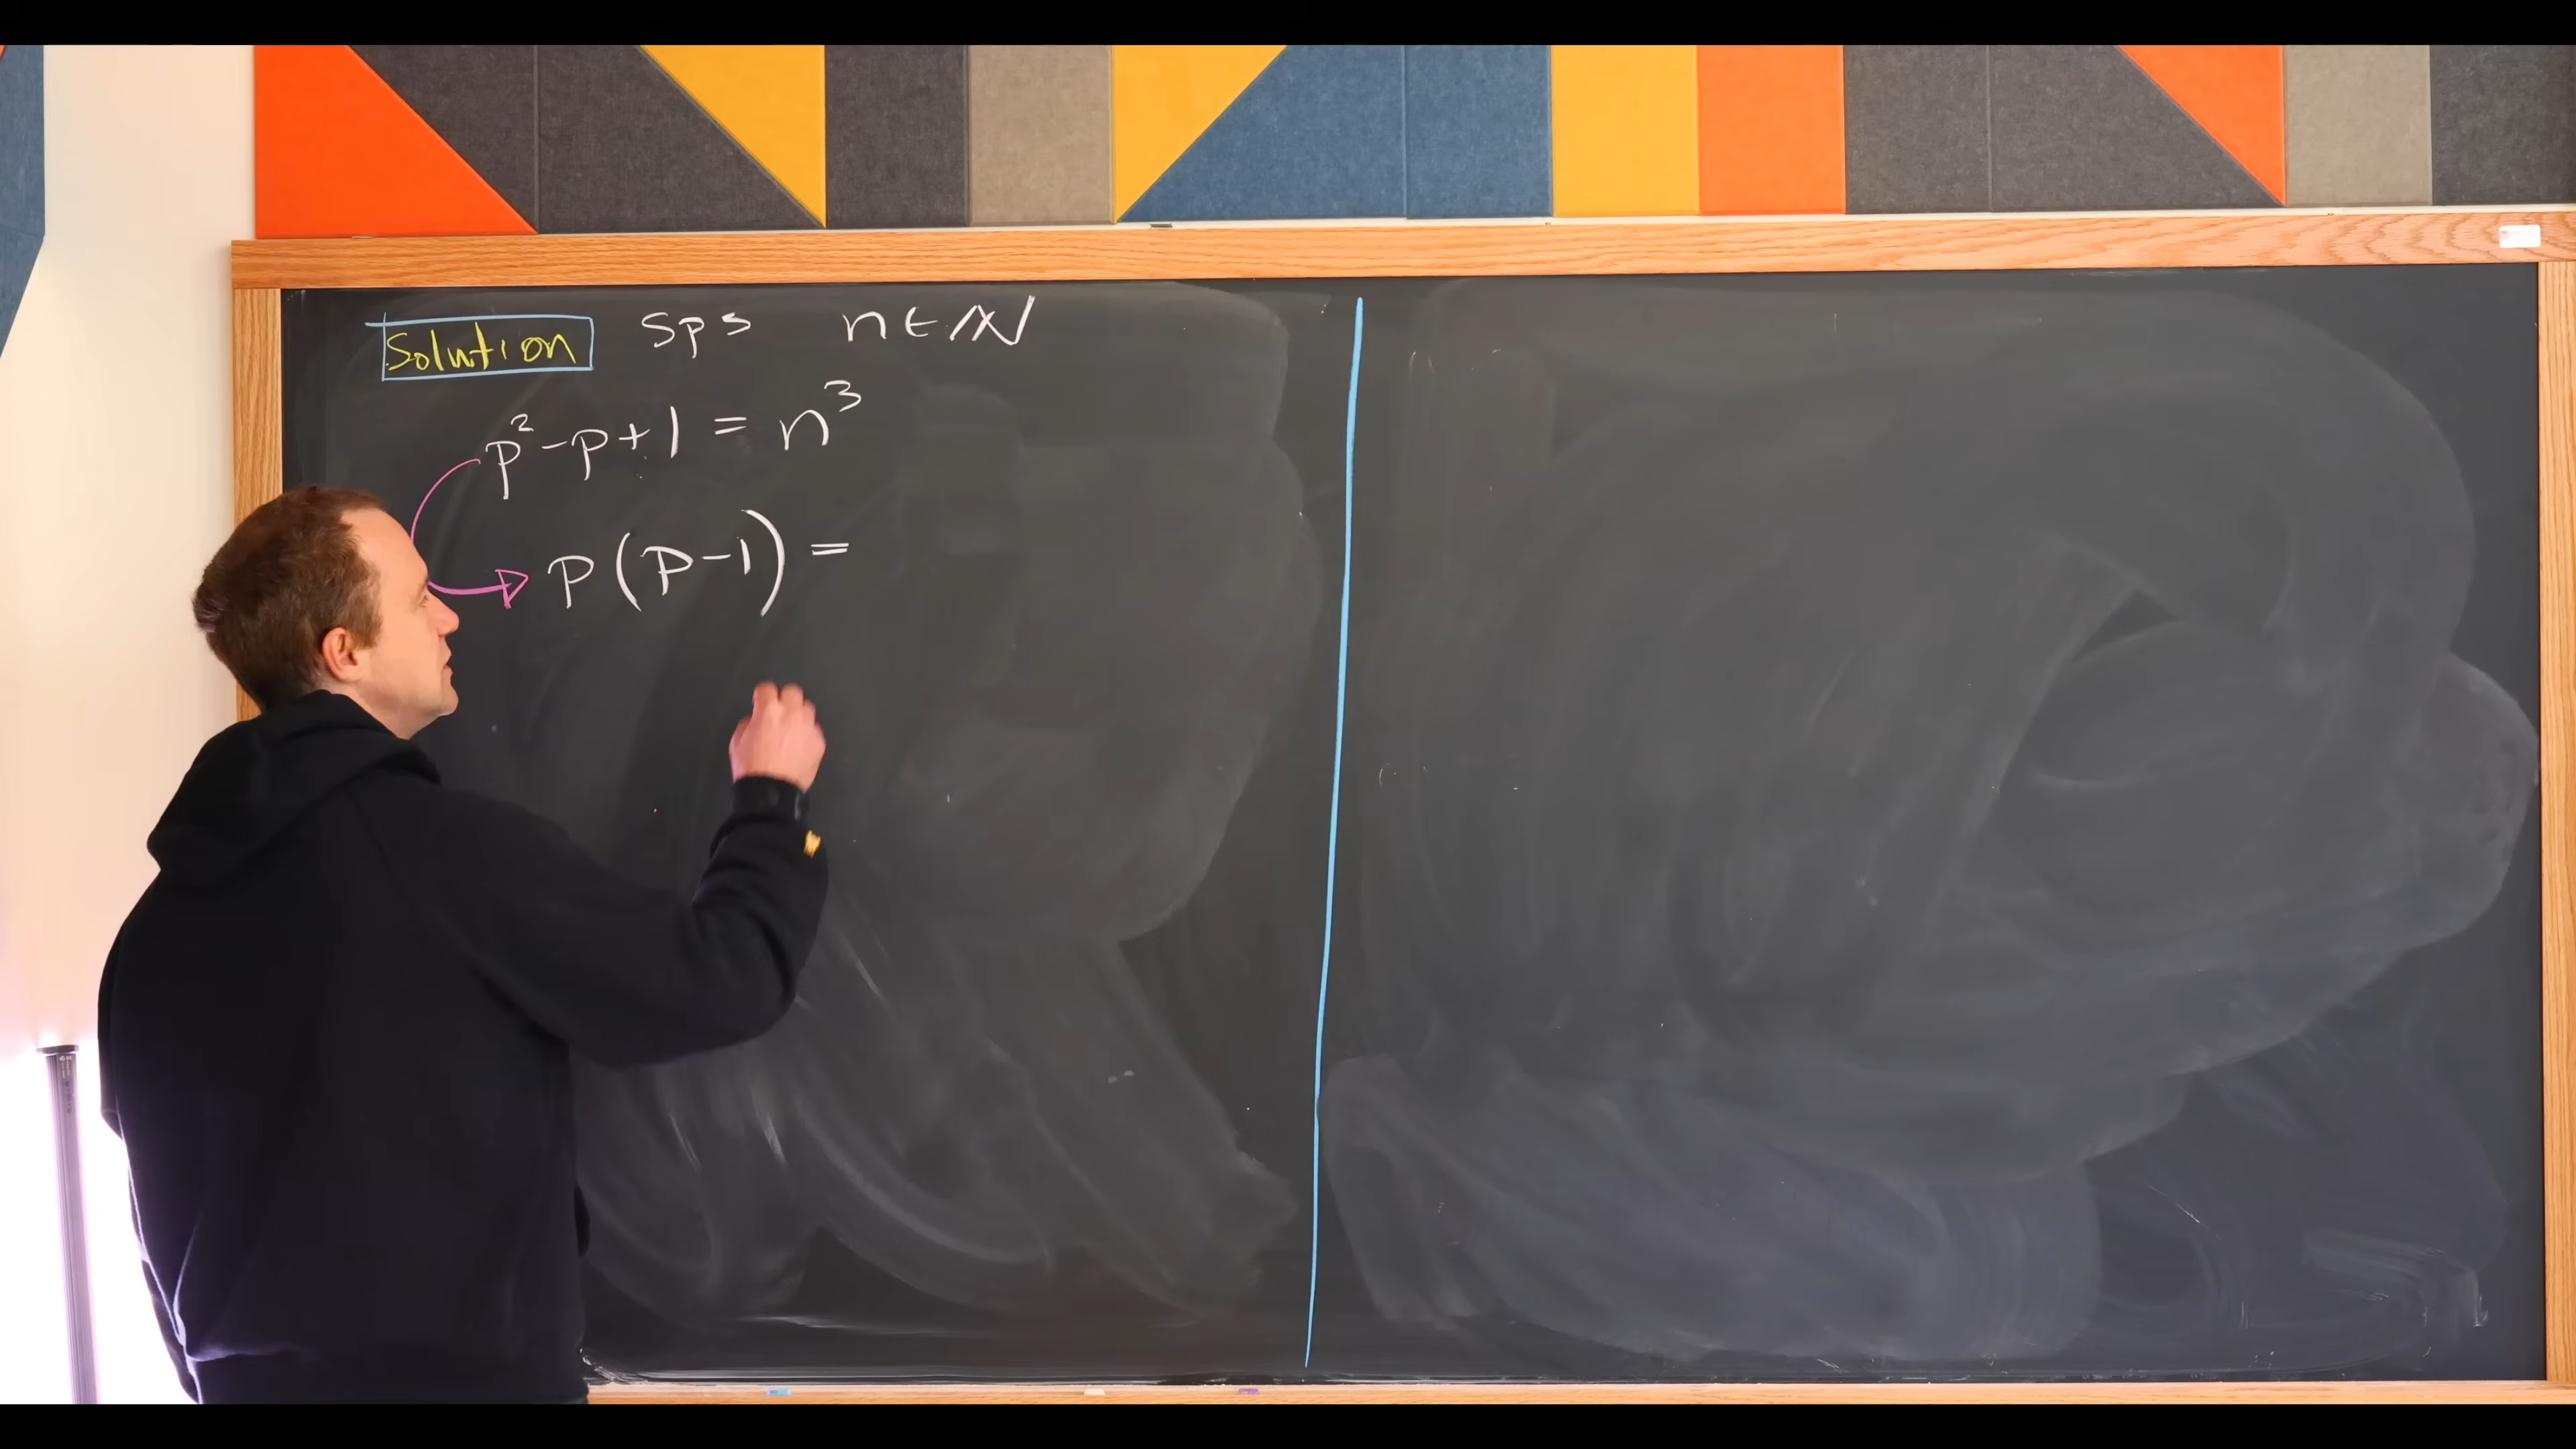 Solution Sps n ∈ ℕ
p² - p + 1 = n³
p(p-1) =